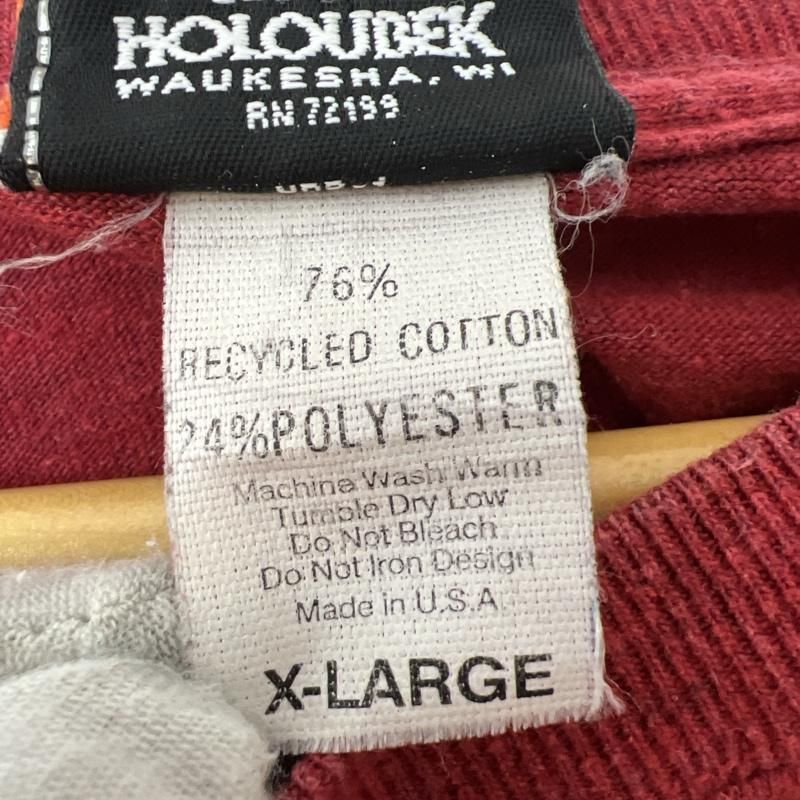 HOLOUBEK
WAUKESHA, WI
RN 72199
76%
RECYCLED COTTON
24%POLYESTER
Machine Wash Warm
Tumble Dry Low
Do Not Bleach
Do Not Iron Design
Made in U.S.A
X-LARGE